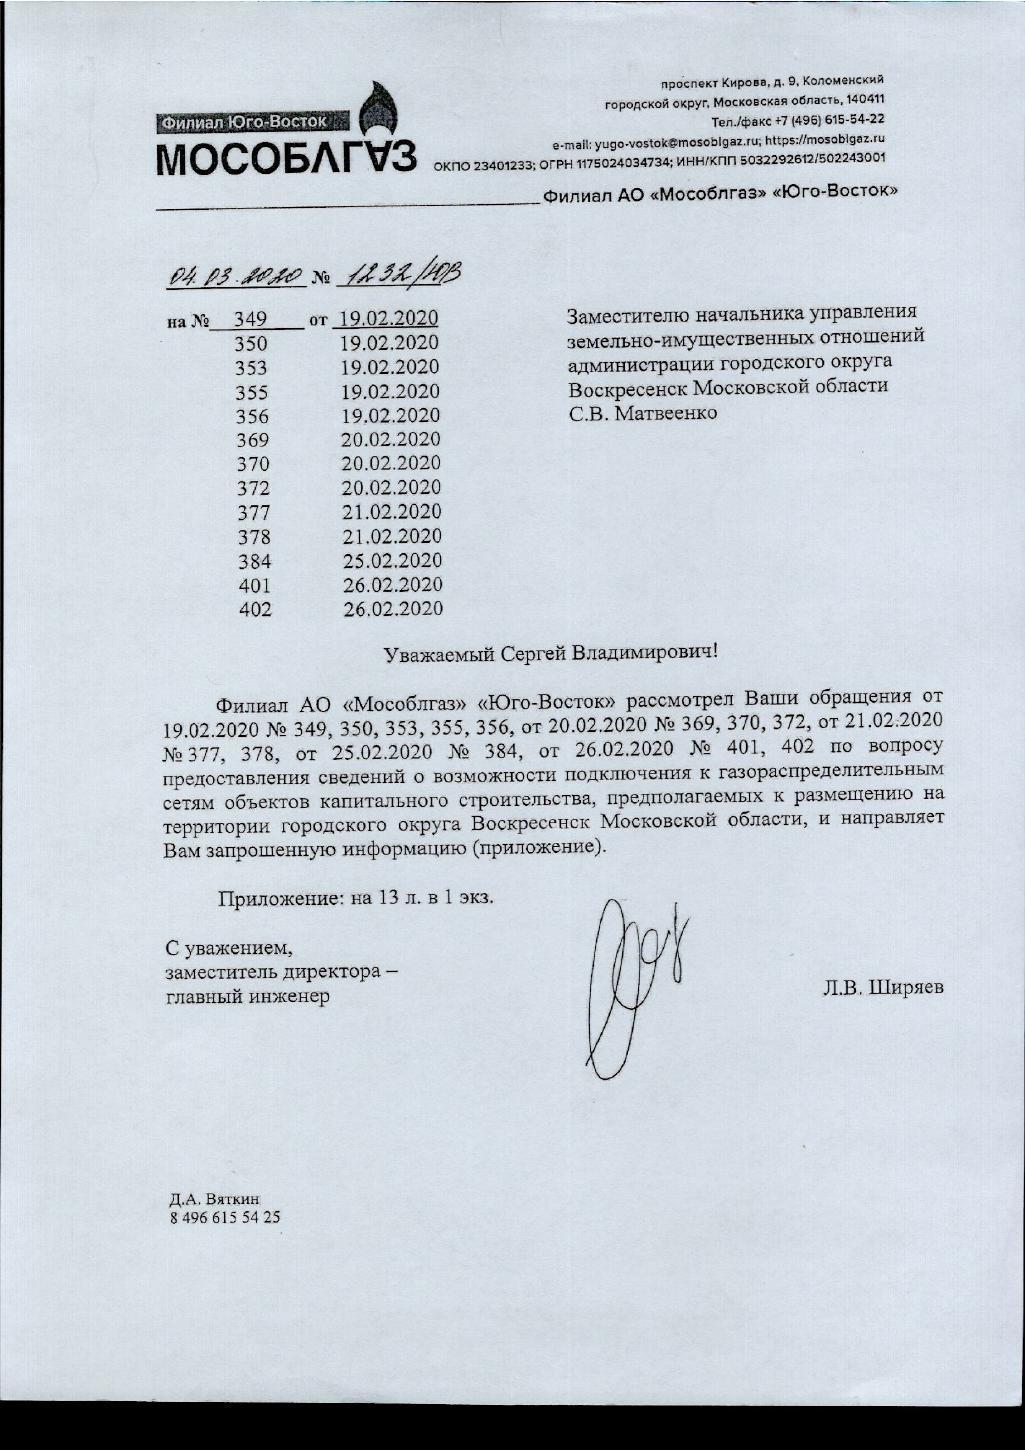 проспект Кирова, д. 9, Коломенский
городской округ, Московская область, 140411
Тел./факс +7 (496) 615-54-22
e-mail: yugo-vostok@mosoblgaz.ru; https://mosoblgaz.ru
ОКПО 23401233; ОГРН 1175024034734; ИНН/КПП 5032292612/502243001
Филиал Юго-Восток
МОСОБЛГАЗ
Филиал АО «Мособлгаз» «Юго-Восток»
04.03.2020 № 1232/ЮВ
на № 349 от 19.02.2020
350 19.02.2020
353 19.02.2020
355 19.02.2020
356 19.02.2020
369 20.02.2020
370 20.02.2020
372 20.02.2020
377 21.02.2020
378 21.02.2020
384 25.02.2020
401 26.02.2020
402 26.02.2020
Заместителю начальника управления
земельно-имущественных отношений
администрации городского округа
Воскресенск Московской области
С.В. Матвеенко
Уважаемый Сергей Владимирович!
Филиал АО «Мособлгаз» «Юго-Восток» рассмотрел Ваши обращения от
19.02.2020 № 349, 350, 353, 355, 356, от 20.02.2020 № 369, 370, 372, от 21.02.2020
№ 377, 378, от 25.02.2020 № 384, от 26.02.2020 № 401, 402 по вопросу
предоставления сведений о возможности подключения к газораспределительным
сетям объектов капитального строительства, предполагаемых к размещению на
территории городского округа Воскресенск Московской области, и направляет
Вам запрошенную информацию (приложение).
Приложение: на 13 л. в 1 экз.
С уважением,
заместитель директора –
главный инженер
Л.В. Ширяев
Д.А. Вяткин
8 496 615 54 25